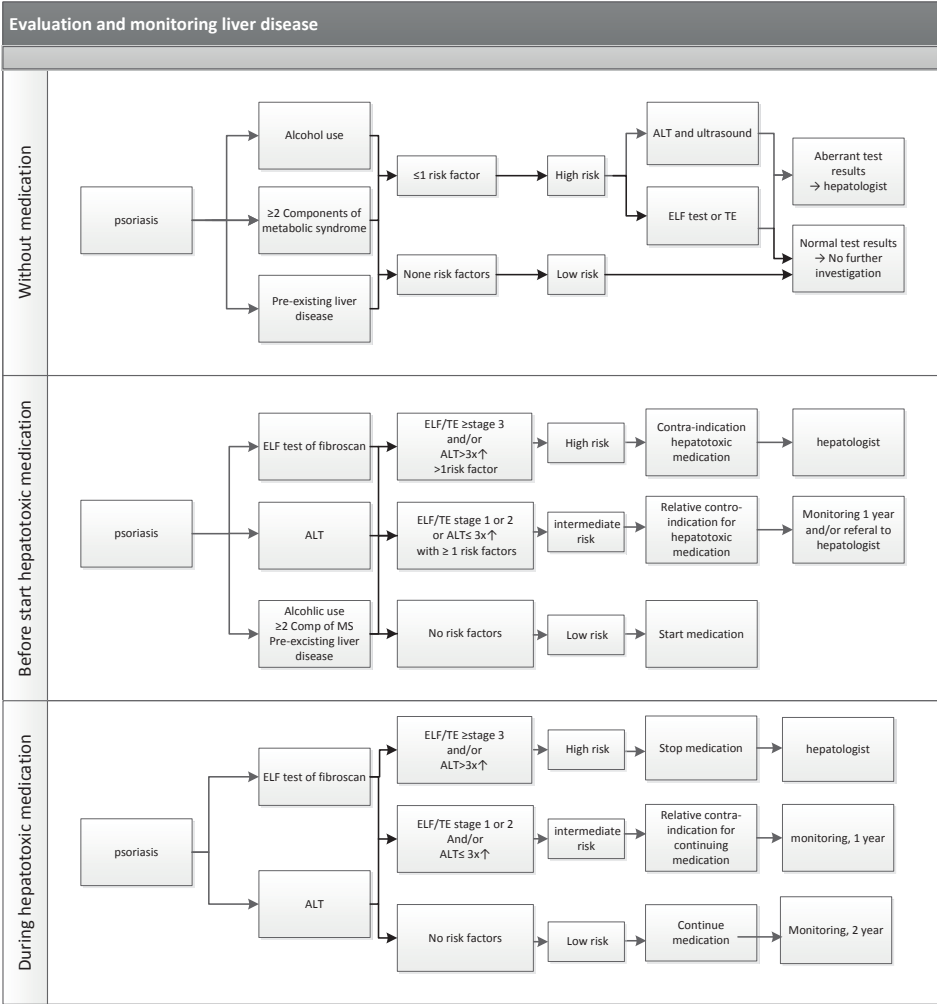 Evaluation and monitoring liver disease
Without medication
psoriasis
Alcohol use
≥2 Components of
metabolic syndrome
Pre-existing liver
disease
≤1 risk factor
None risk factors
High risk
Low risk
ALT and ultrasound
ELF test or TE
Aberrant test
results
→ hepatologist
Normal test results
→ No further
investigation
Before start hepatotoxic medication
psoriasis
ELF test of fibroscan
ALT
Alcohlic use
≥2 Comp of MS
Pre-excisting liver
disease
ELF/TE ≥stage 3
and/or
ALT>3x↑
>1risk factor
High risk
Contra-indication
hepatotoxic
medication
hepatologist
ELF/TE stage 1 or 2
or ALT≤ 3x↑
with ≥ 1 risk factors
intermediate
risk
Relative contro-
indication for
hepatotoxic
medication
Monitoring 1 year
and/or referal to
hepatologist
No risk factors
Low risk
Start medication
During hepatotoxic medication
psoriasis
ELF test of fibroscan
ALT
ELF/TE ≥stage 3
and/or
ALT>3x↑
High risk
Stop medication
hepatologist
ELF/TE stage 1 or 2
And/or
ALT≤ 3x↑
intermediate
risk
Relative contra-
indication for
continuing
medication
monitoring, 1 year
No risk factors
Low risk
Continue
medication
Monitoring, 2 year